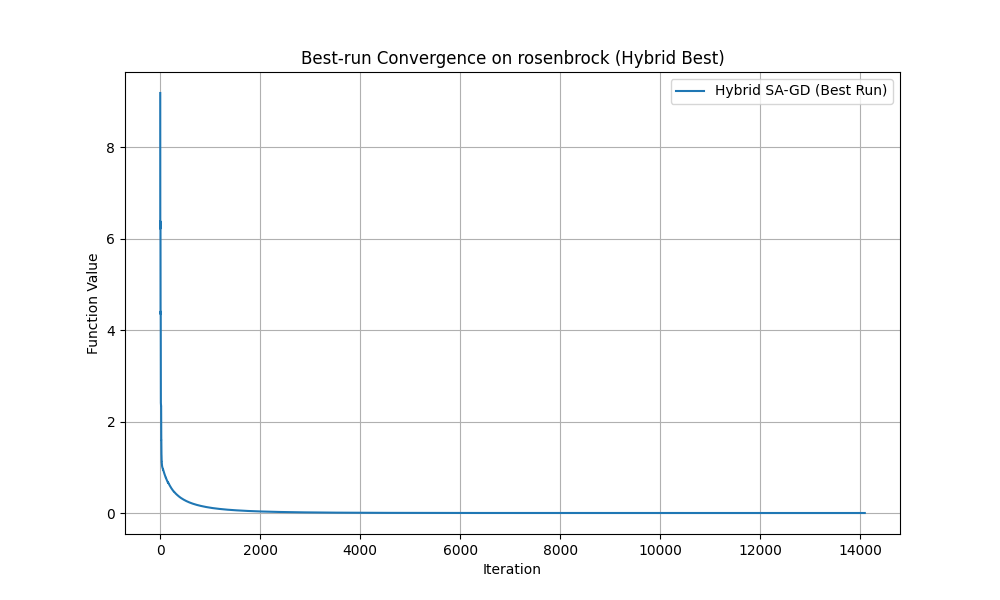 Best-run Convergence on rosenbrock (Hybrid Best)
Hybrid SA-GD (Best Run)
Function Value
8
6
4
2
0
0 2000 4000 6000 8000 10000 12000 14000
Iteration